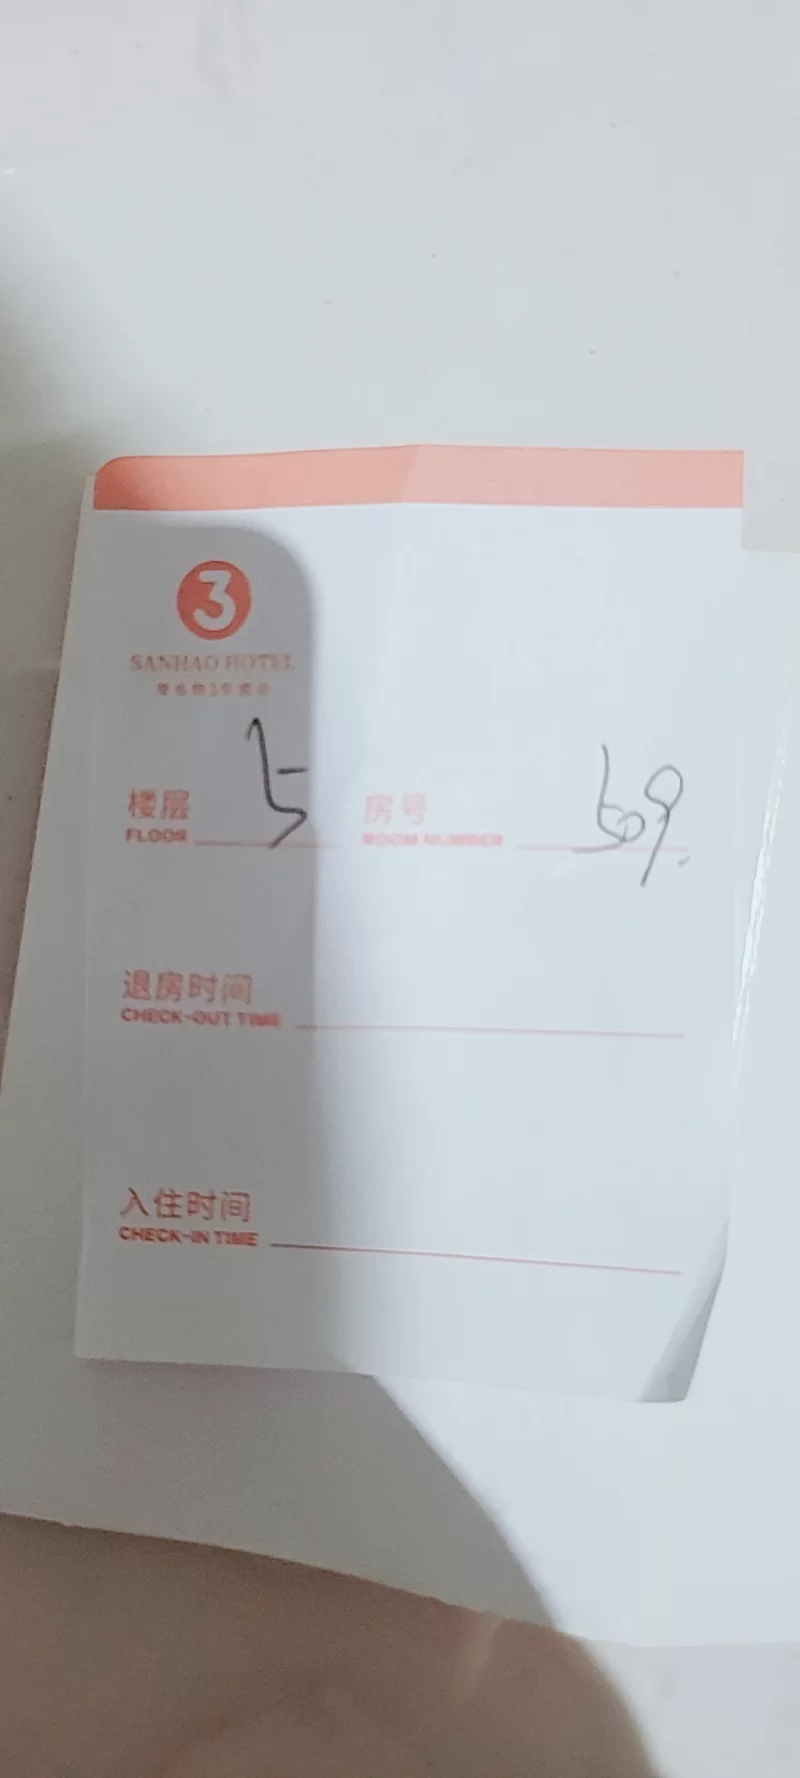 3
SANHAO HOTEL
楼层 5 房号 509.
FLOOR ROOM NUMBER
退房时间
CHECK-OUT TIME
入住时间
CHECK-IN TIME